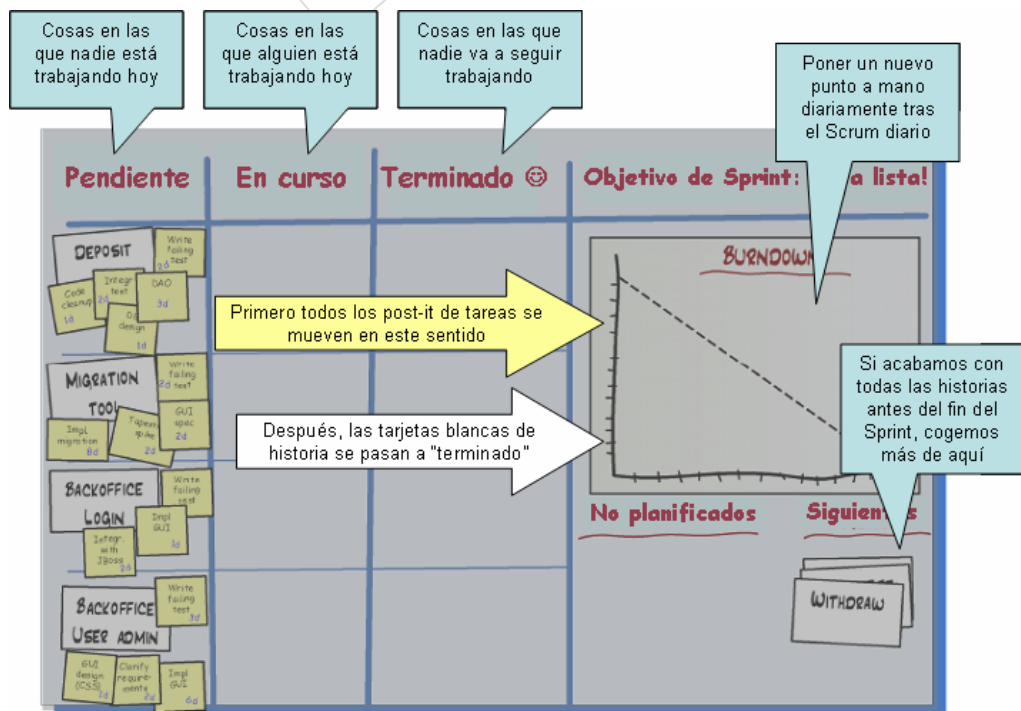 Cosas en las
que nadie está
trabajando hoy
Cosas en las
que alguien está
trabajando hoy
Cosas en las que
nadie va a seguir
trabajando
Poner un nuevo
punto a mano
diariamente tras
el Scrum diario
Pendiente
En curso
Terminado ☺
Objetivo de Sprint: a lista!
DEPOSIT
Write
failing
test
2d
Code
cleanup
1d
Integr
test
2d
DAO
3d
design
1d
BURNDOWN
Primero todos los post-it de tareas se
mueven en este sentido
MIGRATION
TOOL
Write
failing
test
2d
Impl
migration
8d
2d
GUI
spec
2d
Después, las tarjetas blancas de
historia se pasan a "terminado"
Si acabamos con
todas las historias
antes del fin del
Sprint, cogemos
más de aquí
BACKOFFICE
LOGIN
Write
failing
test
Impl
GUI
Integr.
with
JBoss
2d
No planificados
Siguientes
BACKOFFICE
USER ADMIN
Write
failing
test
3d
GUI
design
(CSS)
1d
Clarify
require-
ments
2d
Impl
GUI
6d
WITHDRAW